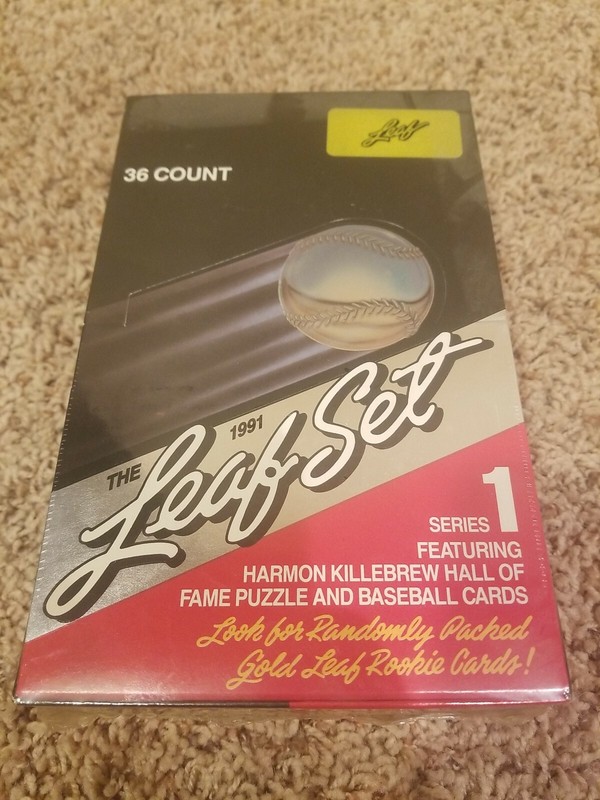 Leaf
36 COUNT
THE 1991
Leaf Set
SERIES 1
FEATURING
HARMON KILLEBREW HALL OF
FAME PUZZLE AND BASEBALL CARDS
Look for Randomly Packed
Gold Leaf Rookie Cards!